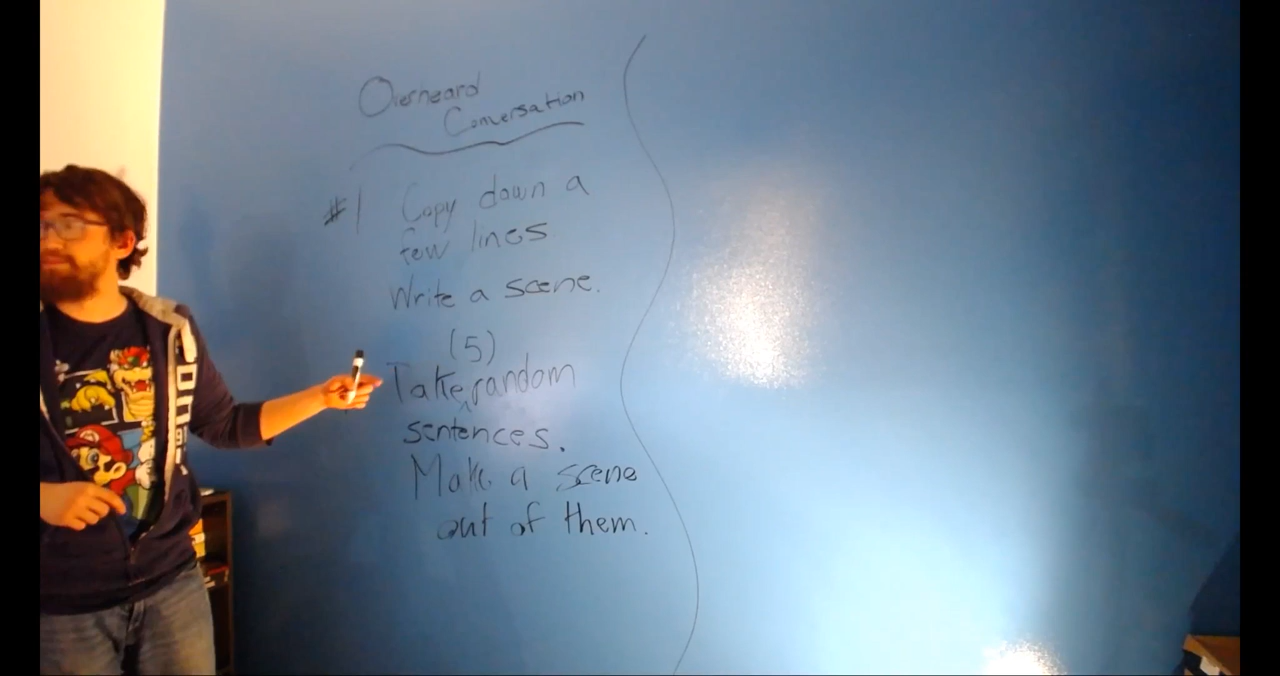 Overheard
Conversation
#1 Copy down a
few lines
Write a scene.
(5)
Take random
sentences.
Make a scene
out of them.